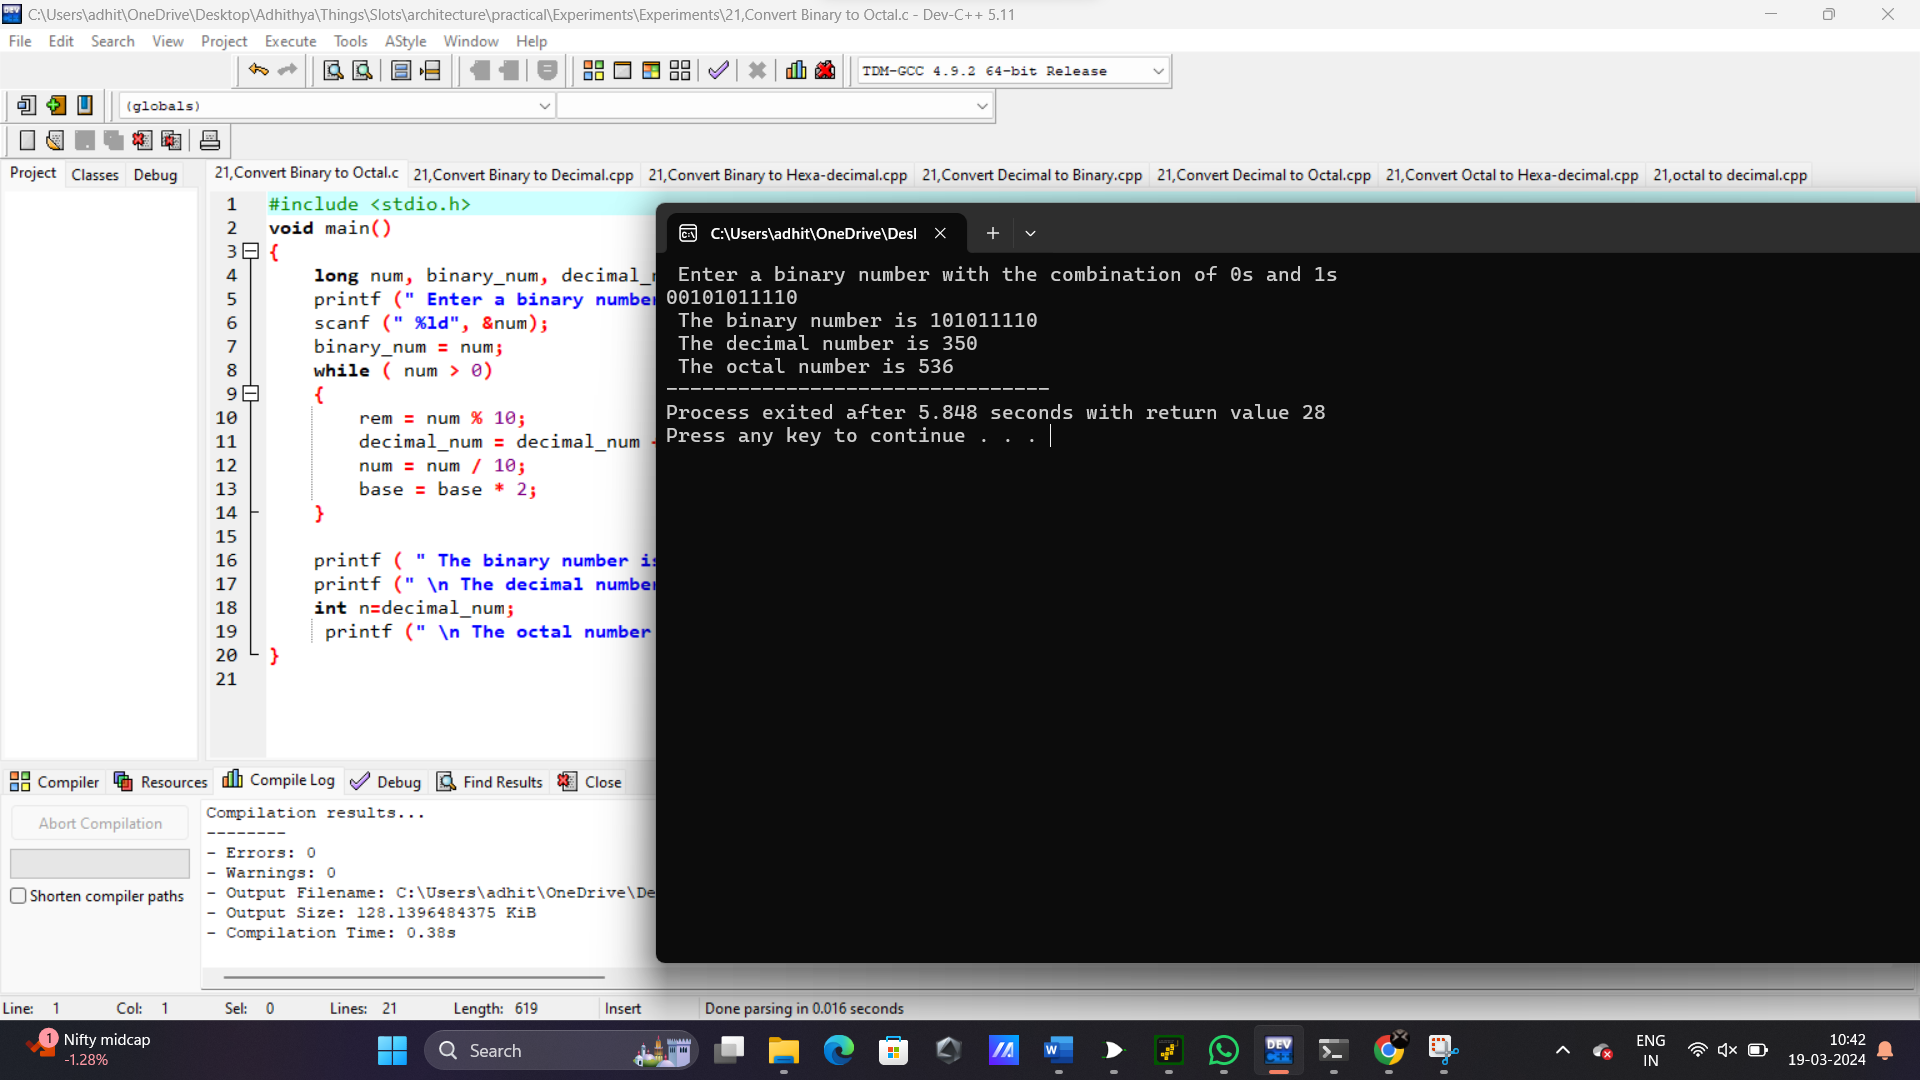 C:\Users\adhit\OneDrive\Desktop\Adhithya\Things\Slots\architecture\practical\Experiments\Experiments\21,Convert Binary to Octal.c - Dev-C++ 5.11
File Edit Search View Project Execute Tools AStyle Window Help
TDM-GCC 4.9.2 64-bit Release
(globals)
Project Classes Debug
21,Convert Binary to Octal.c 21,Convert Binary to Decimal.cpp 21,Convert Binary to Hexa-decimal.cpp 21,Convert Decimal to Binary.cpp 21,Convert Decimal to Octal.cpp 21,Convert Octal to Hexa-decimal.cpp 21,octal to decimal.cpp
1 #include <stdio.h>
2 void main()
3 {
4 long num, binary_num, decimal_
5 printf (" Enter a binary number
6 scanf (" %ld", &num);
7 binary_num = num;
8 while ( num > 0)
9 {
10 rem = num % 10;
11 decimal_num = decimal_num
12 num = num / 10;
13 base = base * 2;
14 }
15
16 printf ( " The binary number is
17 printf (" \n The decimal number
18 int n=decimal_num;
19 printf (" \n The octal number
20 }
21
C:\Users\adhit\OneDrive\Desl
Enter a binary number with the combination of 0s and 1s
00101011110
The binary number is 101011110
The decimal number is 350
The octal number is 536
--------------------------------
Process exited after 5.848 seconds with return value 28
Press any key to continue . . .
Compiler Resources Compile Log Debug Find Results Close
Abort Compilation
Shorten compiler paths
Compilation results...
--------
- Errors: 0
- Warnings: 0
- Output Filename: C:\Users\adhit\OneDrive\De
- Output Size: 128.1396484375 KiB
- Compilation Time: 0.38s
Line: 1 Col: 1 Sel: 0 Lines: 21 Length: 619 Insert Done parsing in 0.016 seconds
1
Nifty midcap
-1.28%
Search
DEV
C++
ENG
IN
10:42
19-03-2024